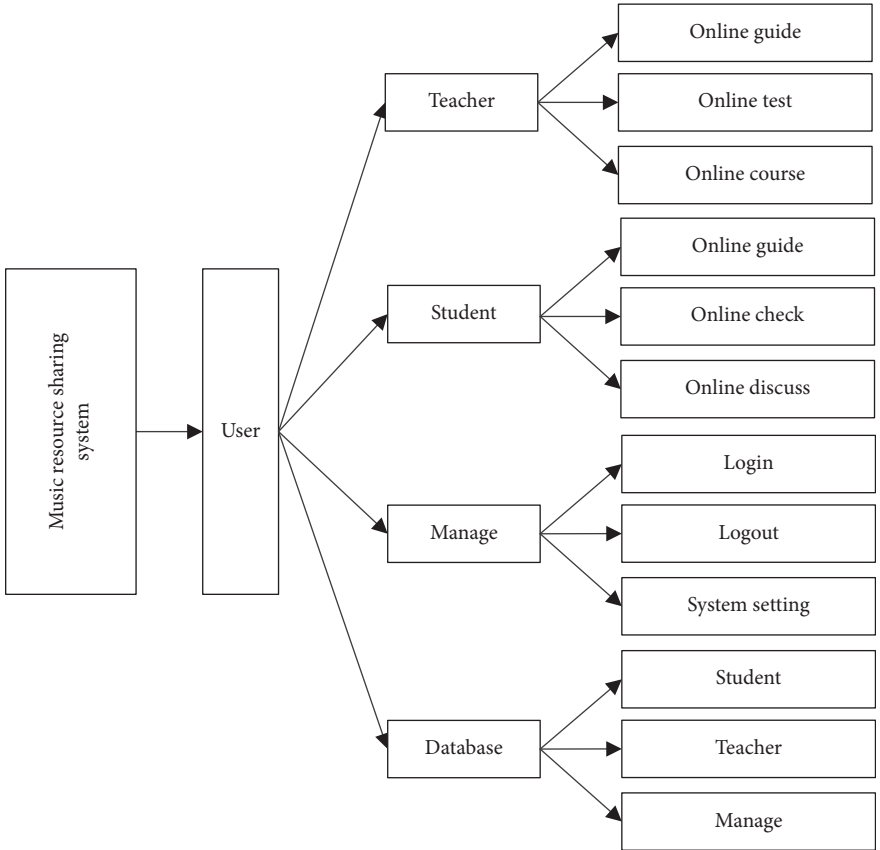 Music resource sharing
system
User
Teacher
Online guide
Online test
Online course
Student
Online guide
Online check
Online discuss
Manage
Login
Logout
System setting
Database
Student
Teacher
Manage